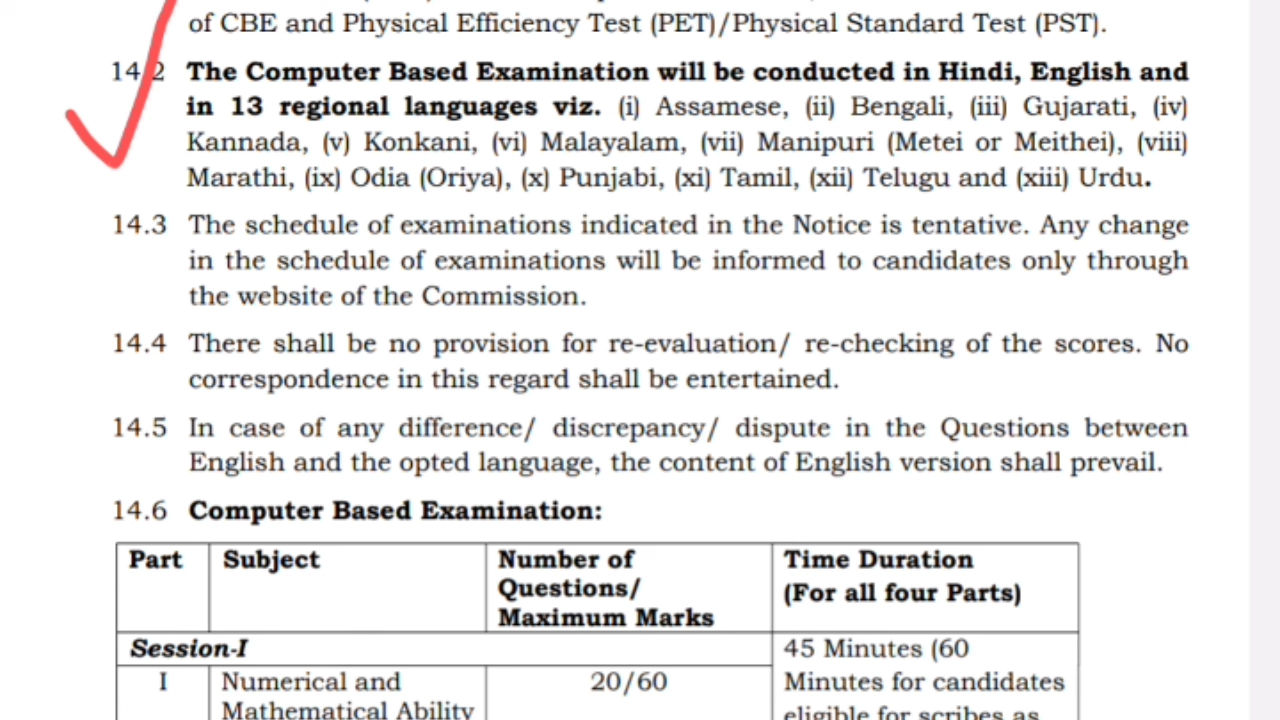 of CBE and Physical Efficiency Test (PET)/Physical Standard Test (PST).
14.2 The Computer Based Examination will be conducted in Hindi, English and
in 13 regional languages viz. (i) Assamese, (ii) Bengali, (iii) Gujarati, (iv)
Kannada, (v) Konkani, (vi) Malayalam, (vii) Manipuri (Metei or Meithei), (viii)
Marathi, (ix) Odia (Oriya), (x) Punjabi, (xi) Tamil, (xii) Telugu and (xiii) Urdu.
14.3 The schedule of examinations indicated in the Notice is tentative. Any change
in the schedule of examinations will be informed to candidates only through
the website of the Commission.
14.4 There shall be no provision for re-evaluation/ re-checking of the scores. No
correspondence in this regard shall be entertained.
14.5 In case of any difference/ discrepancy/ dispute in the Questions between
English and the opted language, the content of English version shall prevail.
14.6 Computer Based Examination:
Part
Subject
Number of
Questions/
Maximum Marks
Time Duration
(For all four Parts)
Session-I
I
Numerical and
Mathematical Ability
20/60
45 Minutes (60
Minutes for candidates
eligible for scribes as